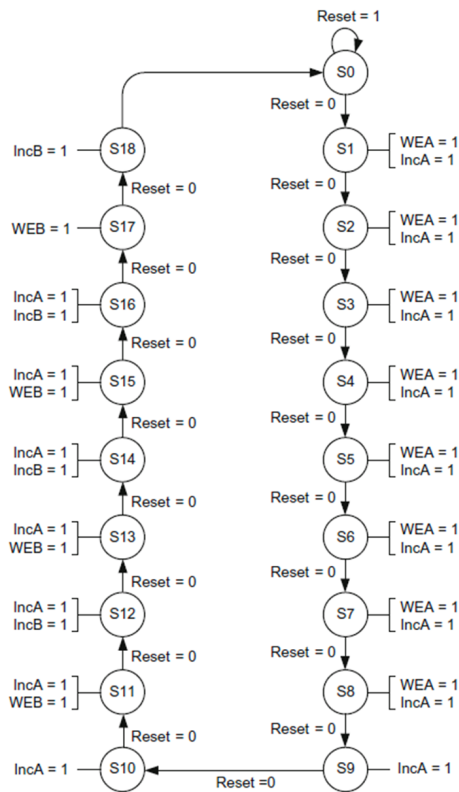 Reset = 1
S0
Reset = 0
IncB = 1
S18
S1
WEA = 1
IncA = 1
Reset = 0
Reset = 0
WEB = 1
S17
S2
WEA = 1
IncA = 1
Reset = 0
Reset = 0
IncA = 1
IncB = 1
S16
S3
WEA = 1
IncA = 1
Reset = 0
Reset = 0
IncA = 1
WEB = 1
S15
S4
WEA = 1
IncA = 1
Reset = 0
Reset = 0
IncA = 1
IncB = 1
S14
S5
WEA = 1
IncA = 1
Reset = 0
Reset = 0
IncA = 1
WEB = 1
S13
S6
WEA = 1
IncA = 1
Reset = 0
Reset = 0
IncA = 1
IncB = 1
S12
S7
WEA = 1
IncA = 1
Reset = 0
Reset = 0
IncA = 1
WEB = 1
S11
S8
WEA = 1
IncA = 1
Reset = 0
Reset = 0
IncA = 1
S10
S9
IncA = 1
Reset =0